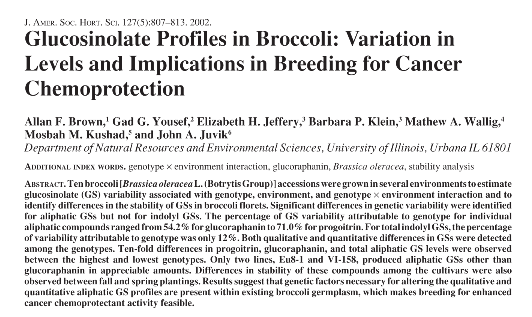 J. AMER. SOC. HORT. SCI. 127(5):807–813. 2002.
Glucosinolate Profiles in Broccoli: Variation in
Levels and Implications in Breeding for Cancer
Chemoprotection
Allan F. Brown,¹ Gad G. Yousef,² Elizabeth H. Jeffery,³ Barbara P. Klein,³ Mathew A. Wallig,⁴
Mosbah M. Kushad,⁵ and John A. Juvik⁶
Department of Natural Resources and Environmental Sciences, University of Illinois, Urbana IL 61801
ADDITIONAL INDEX WORDS. genotype × environment interaction, glucoraphanin, Brassica oleracea, stability analysis
ABSTRACT. Ten broccoli [Brassica oleracea L. (Botrytis Group)] accessions were grown in several environments to estimate
glucosinolate (GS) variability associated with genotype, environment, and genotype × environment interaction and to
identify differences in the stability of GSs in broccoli florets. Significant differences in genetic variability were identified
for aliphatic GSs but not for indolyl GSs. The percentage of GS variability attributable to genotype for individual
aliphatic compounds ranged from 54.2% for glucoraphanin to 71.0% for progoitrin. For total indolyl GSs, the percentage
of variability attributable to genotype was only 12%. Both qualitative and quantitative differences in GSs were detected
among the genotypes. Ten-fold differences in progoitrin, glucoraphanin, and total aliphatic GS levels were observed
between the highest and lowest genotypes. Only two lines, Eu8-1 and VI-158, produced aliphatic GSs other than
glucoraphanin in appreciable amounts. Differences in stability of these compounds among the cultivars were also
observed between fall and spring plantings. Results suggest that genetic factors necessary for altering the qualitative and
quantitative aliphatic GS profiles are present within existing broccoli germplasm, which makes breeding for enhanced
cancer chemoprotectant activity feasible.